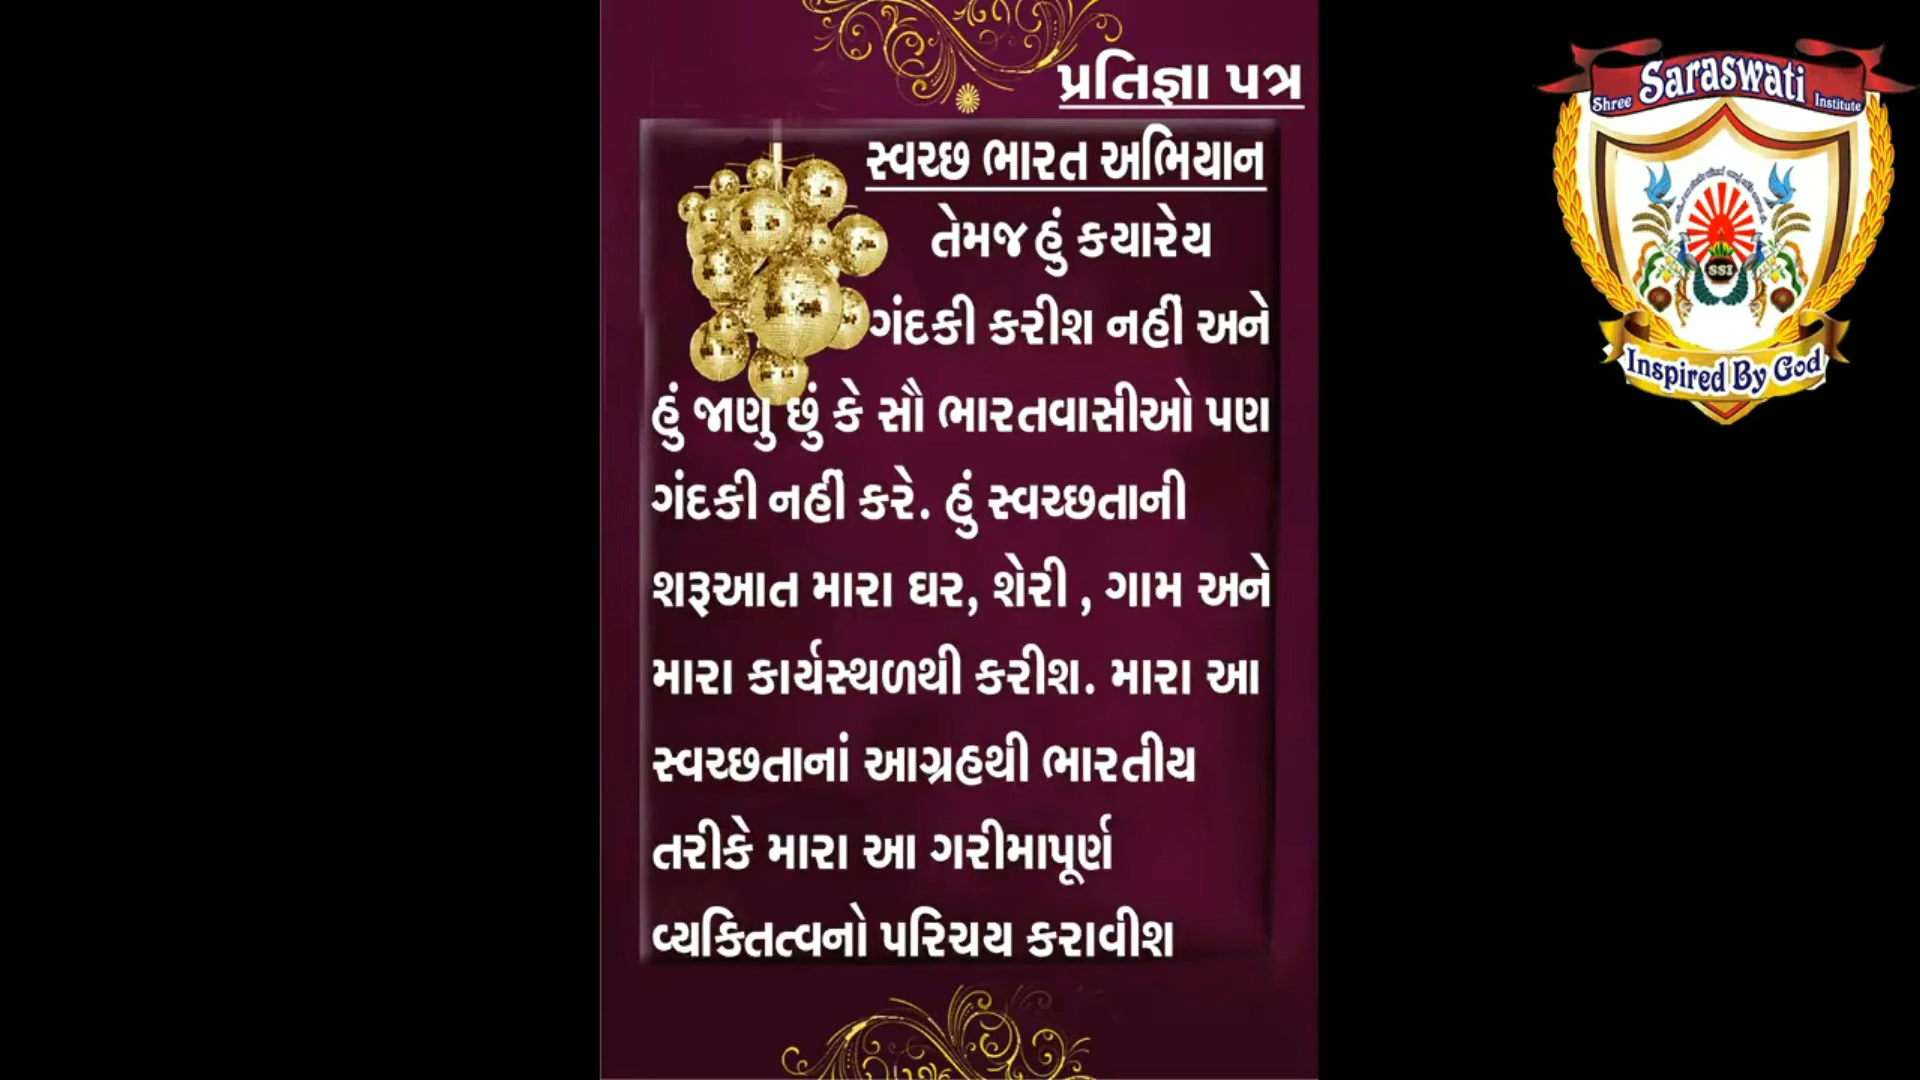 પ્રતિજ્ઞા પત્ર
સ્વચ્છ ભારત અભિયાન
તેમજ હું કયારેય
ગંદકી કરીશ નહીં અને
હું જાણુ છું કે સૌ ભારતવાસીઓ પણ
ગંદકી નહીં કરે. હું સ્વચ્છતાની
શરૂઆત મારા ઘર, શેરી , ગામ અને
મારા કાર્યસ્થળથી કરીશ. મારા આ
સ્વચ્છતાનાં આગ્રહથી ભારતીય
તરીકે મારા આ ગરીમાપૂર્ણ
વ્યકિતત્વનો પરિચય કરાવીશ
Shree Saraswati Institute
SSI
Inspired By God